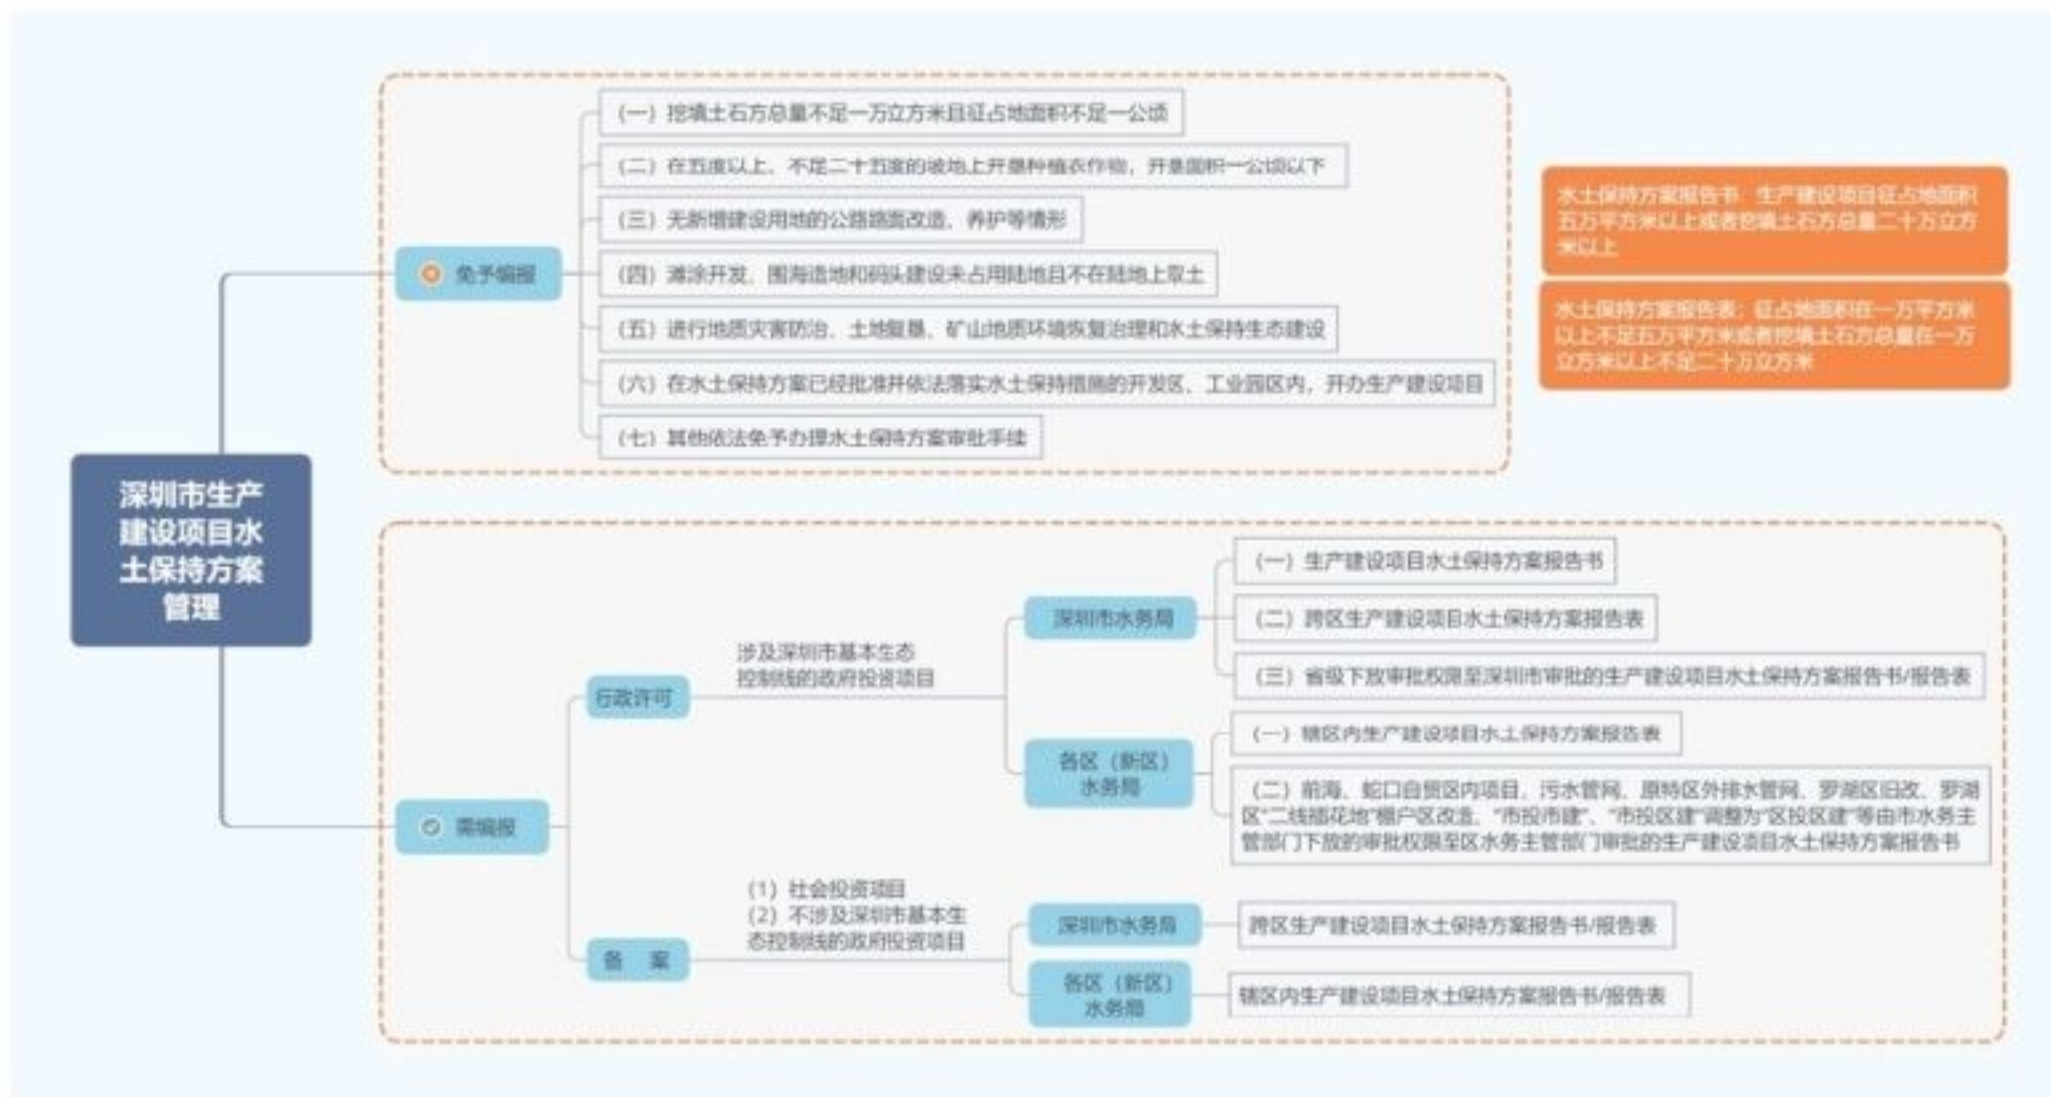 深圳市生产
建设项目水
土保持方案
管理
免予编报
（一）挖填土石方总量不足一万立方米且征占地面积不足一公顷
（二）在五度以上、不足二十五度的坡地上开垦种植农作物，开垦面积一公顷以下
（三）无新增建设用地的公路路面改造、养护等情形
（四）滩涂开发、围海造地和码头建设未占用陆地且不在陆地上取土
（五）进行地质灾害防治、土地复垦、矿山地质环境恢复治理和水土保持生态建设
（六）在水土保持方案已经批准并依法落实水土保持措施的开发区、工业园区内，开办生产建设项目
（七）其他依法免予办理水土保持方案审批手续
水土保持方案报告书：生产建设项目征占地面积
五万平方米以上或者挖填土石方总量二十万立方
米以上
水土保持方案报告表：征占地面积在一万平方米
以上不足五万平方米或者挖填土石方总量在一万
立方米以上不足二十万立方米
需编报
行政许可
涉及深圳市基本生态
控制线的政府投资项目
深圳市水务局
（一）生产建设项目水土保持方案报告书
（二）跨区生产建设项目水土保持方案报告表
（三）省级下放审批权限至深圳市审批的生产建设项目水土保持方案报告书/报告表
各区（新区）
水务局
（一）辖区内生产建设项目水土保持方案报告表
（二）前海、蛇口自贸区内项目，污水管网、原特区外排水管网、罗湖区旧改、罗湖
区“二线插花地”棚户区改造、“市投市建”、“市投区建”调整为“区投区建”等由市水务主
管部门下放的审批权限至区水务主管部门审批的生产建设项目水土保持方案报告书
备 案
（1）社会投资项目
（2）不涉及深圳市基本生
态控制线的政府投资项目
深圳市水务局
跨区生产建设项目水土保持方案报告书/报告表
各区（新区）
水务局
辖区内生产建设项目水土保持方案报告书/报告表